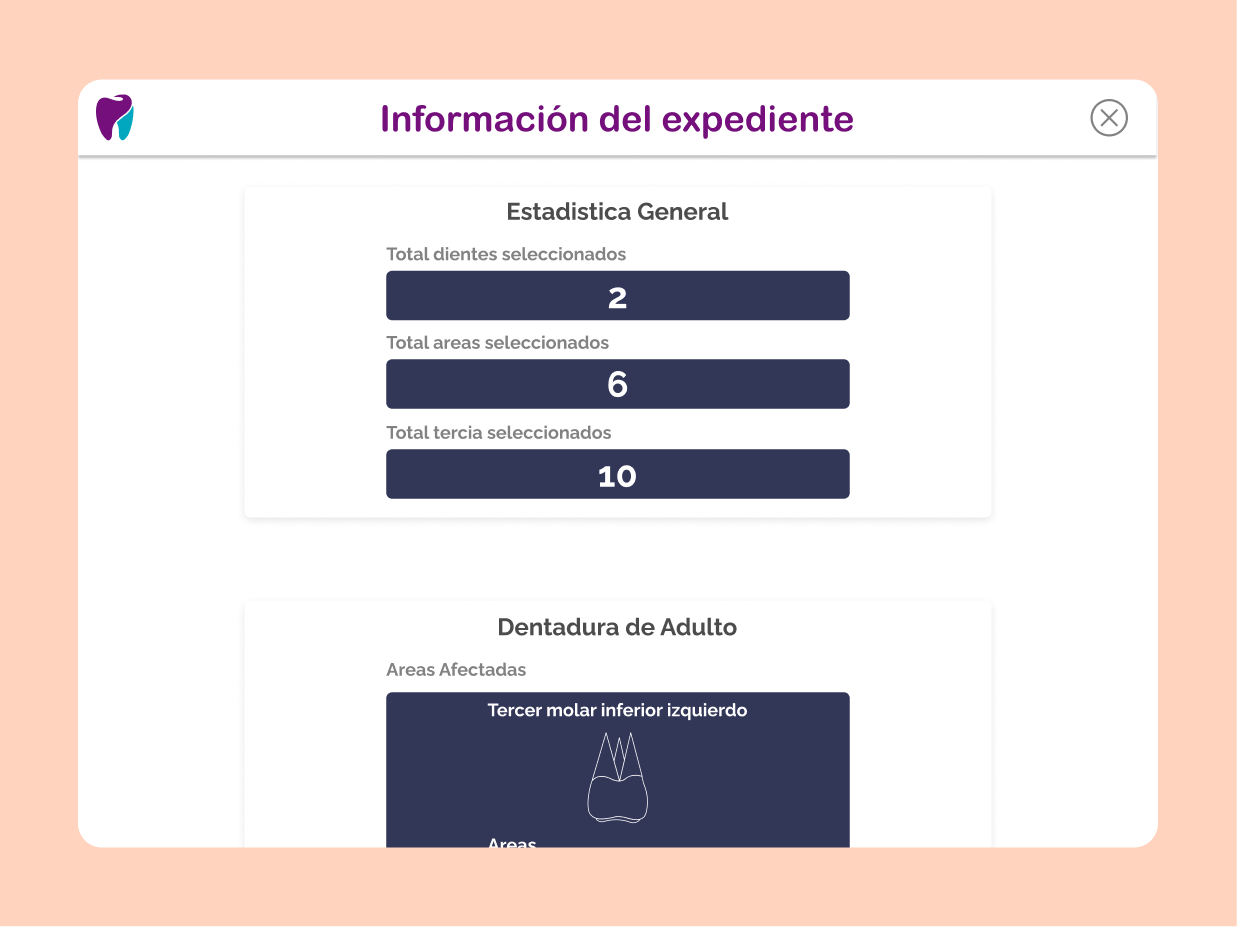 Información del expediente
Estadistica General
Total dientes seleccionados
2
Total areas seleccionados
6
Total tercia seleccionados
10
Dentadura de Adulto
Areas Afectadas
Tercer molar inferior izquierdo
Areas